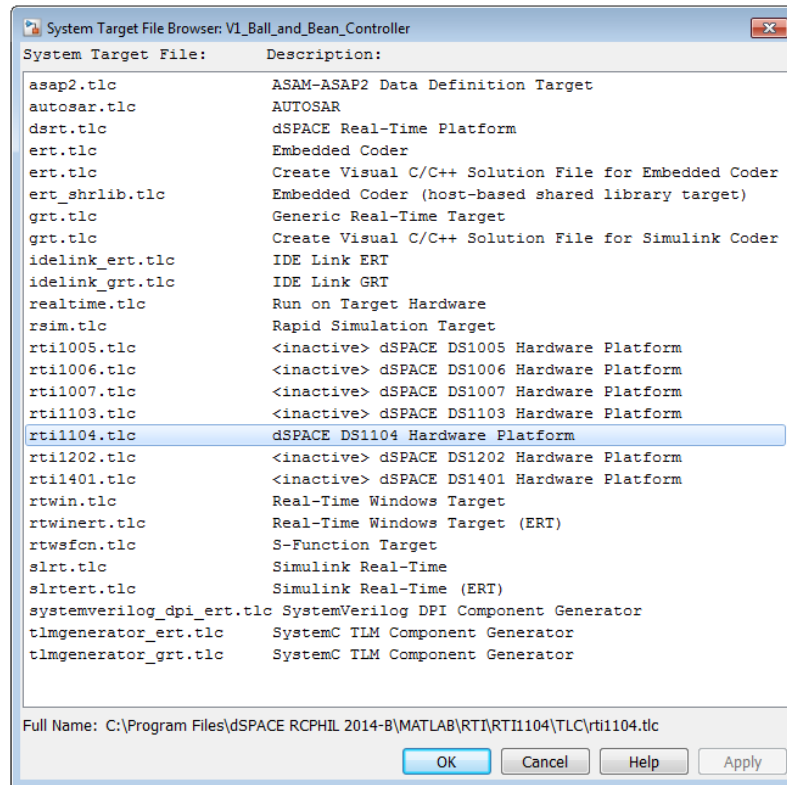 System Target File Browser: V1_Ball_and_Bean_Controller
System Target File: Description:
asap2.tlc ASAM-ASAP2 Data Definition Target
autosar.tlc AUTOSAR
dsrt.tlc dSPACE Real-Time Platform
ert.tlc Embedded Coder
ert.tlc Create Visual C/C++ Solution File for Embedded Coder
ert_shrlib.tlc Embedded Coder (host-based shared library target)
grt.tlc Generic Real-Time Target
grt.tlc Create Visual C/C++ Solution File for Simulink Coder
idelink_ert.tlc IDE Link ERT
idelink_grt.tlc IDE Link GRT
realtime.tlc Run on Target Hardware
rsim.tlc Rapid Simulation Target
rti1005.tlc <inactive> dSPACE DS1005 Hardware Platform
rti1006.tlc <inactive> dSPACE DS1006 Hardware Platform
rti1007.tlc <inactive> dSPACE DS1007 Hardware Platform
rti1103.tlc <inactive> dSPACE DS1103 Hardware Platform
rti1104.tlc dSPACE DS1104 Hardware Platform
rti1202.tlc <inactive> dSPACE DS1202 Hardware Platform
rti1401.tlc <inactive> dSPACE DS1401 Hardware Platform
rtwin.tlc Real-Time Windows Target
rtwinert.tlc Real-Time Windows Target (ERT)
rtwsfcn.tlc S-Function Target
slrt.tlc Simulink Real-Time
slrtert.tlc Simulink Real-Time (ERT)
systemverilog_dpi_ert.tlc SystemVerilog DPI Component Generator
tlmgenerator_ert.tlc SystemC TLM Component Generator
tlmgenerator_grt.tlc SystemC TLM Component Generator
Full Name: C:\Program Files\dSPACE RCPHIL 2014-B\MATLAB\RTI\RTI1104\TLC\rti1104.tlc
OK Cancel Help Apply